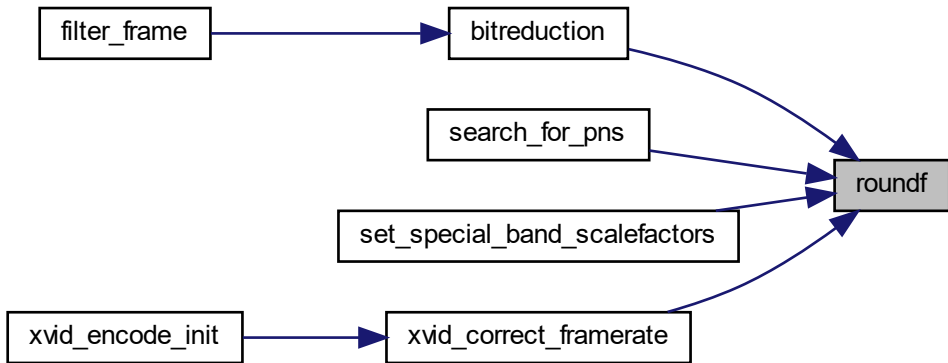 filter_frame
bitreduction
search_for_pns
roundf
set_special_band_scalefactors
xvid_encode_init
xvid_correct_framerate